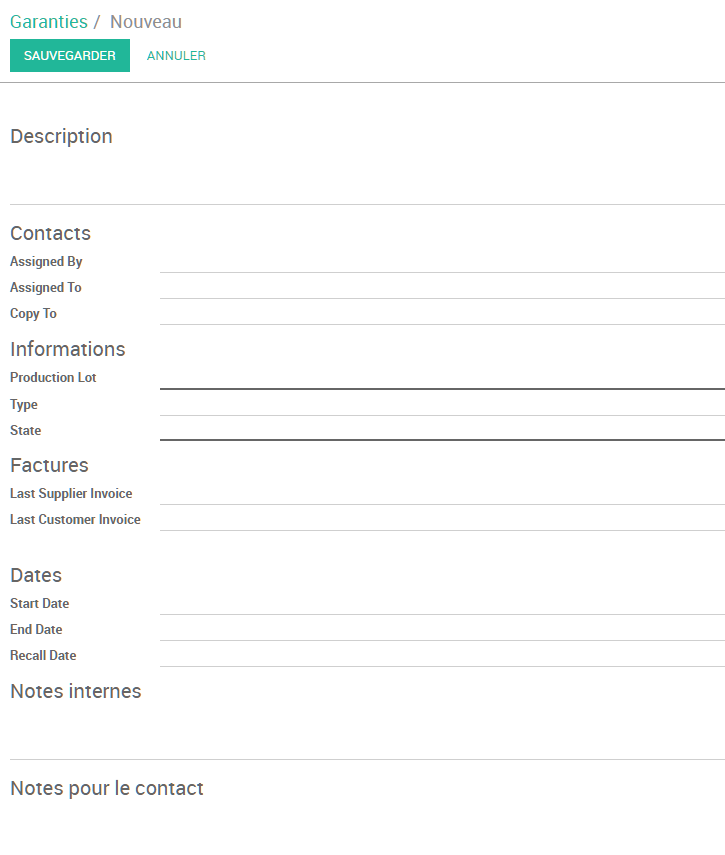 Garanties / Nouveau
SAUVEGARDER ANNULER
Description
Contacts
Assigned By
Assigned To
Copy To
Informations
Production Lot
Type
State
Factures
Last Supplier Invoice
Last Customer Invoice
Dates
Start Date
End Date
Recall Date
Notes internes
Notes pour le contact